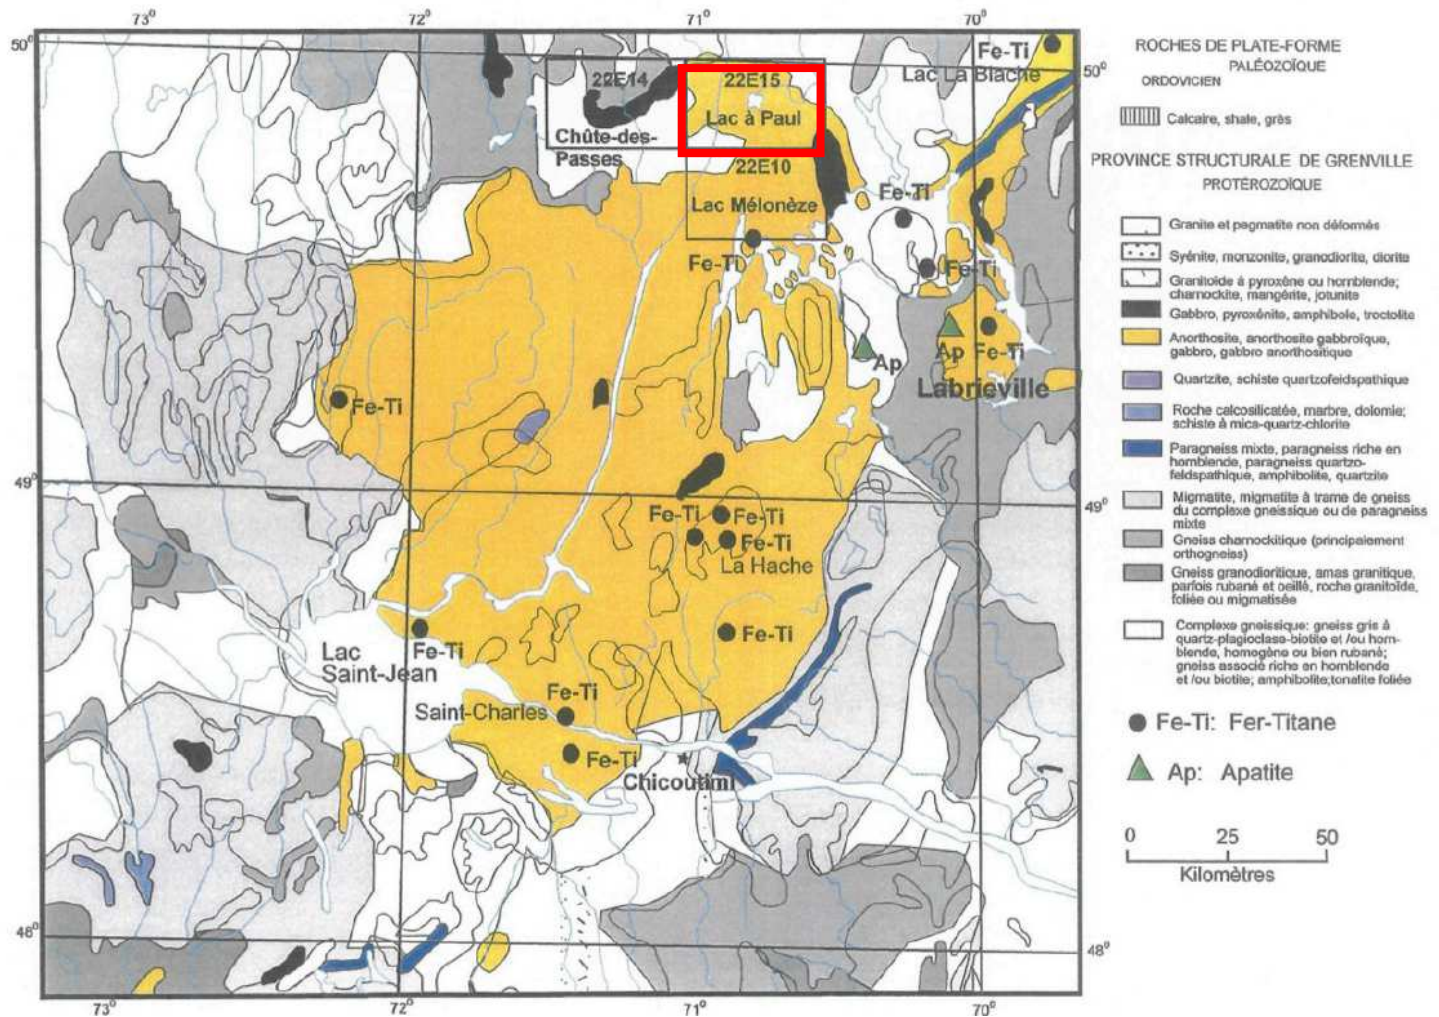 73°
72°
71°
70°
50°
50°
Fe-Ti
Lac La Blache
22E14
Chûte-des-
Passes
22E15
Lac à Paul
22E10
Lac Mélonèze
Fe-Ti
Fe-Ti
Fe-Ti
Ap
Ap Fe-Ti
Labrieville
Fe-Ti
49°
49°
Fe-Ti
Fe-Ti
Fe-Ti
La Hache
Fe-Ti
Fe-Ti
Lac
Saint-Jean
Fe-Ti
Saint-Charles
Fe-Ti
Chicoutimi
48°
48°
73°
72°
71°
70°
ROCHES DE PLATE-FORME
PALÉOZOÏQUE
ORDOVICIEN
Calcaire, shale, grès
PROVINCE STRUCTURALE DE GRENVILLE
PROTÉROZOÏQUE
Granite et pegmatite non déformés
Syénite, monzonite, granodiorite, diorite
Granitoïde à pyroxène ou hornblende;
charnockite, mangérite, jotunite
Gabbro, pyroxénite, amphibole, troctolite
Anorthosite, anorthosite gabbroïque,
gabbro, gabbro anorthositique
Quartzite, schiste quartzofeldspathique
Roche calcosilicatée, marbre, dolomie;
schiste à mica-quartz-chlorite
Paragneiss mixte, paragneiss riche en
hornblende, paragneiss quartzo-
feldspathique, amphibolite, quartzite
Migmatite, migmatite à trame de gneiss
du complexe gneissique ou de paragneiss
mixte
Gneiss charnockitique (principalement
orthogneiss)
Gneiss granodioritique, amas granitique,
parfois rubané et oeillé, roche granitoïde,
foliée ou migmatisée
Complexe gneissique: gneiss gris à
quartz-plagioclase-biotite et /ou horn-
blende, homogène ou bien rubané;
gneiss associé riche en hornblende
et /ou biotite; amphibolite;tonalite foliée
Fe-Ti: Fer-Titane
Ap: Apatite
0 25 50
Kilomètres